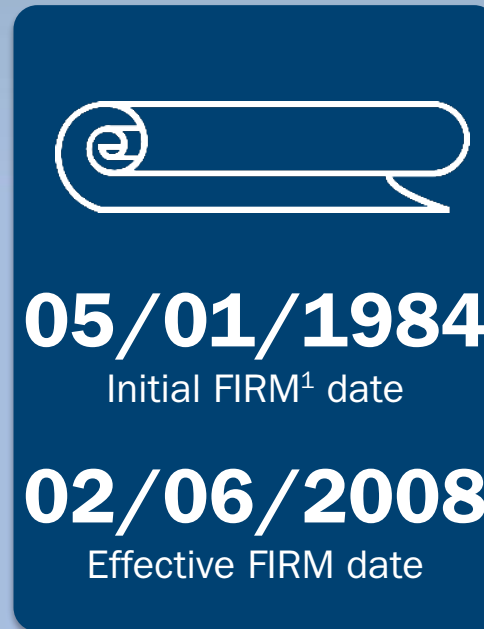 05/01/1984
Initial FIRM¹ date
02/06/2008
Effective FIRM date